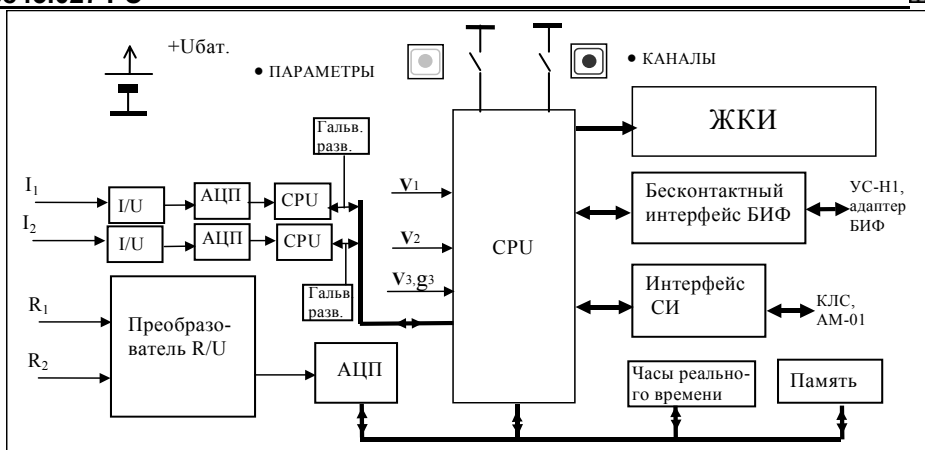 +Uбат.
• ПАРАМЕТРЫ
• КАНАЛЫ
Гальв.
разв.
ЖКИ
I1
I/U
АЦП
CPU
V1
Бесконтактный
интерфейс БИФ
УС-Н1,
адаптер
БИФ
I2
I/U
АЦП
CPU
V2
CPU
Гальв.
разв.
V3,g3
Интерфейс
СИ
КЛС,
АМ-01
R1
R2
Преобразо-
ватель R/U
АЦП
Часы реально-
го времени
Память